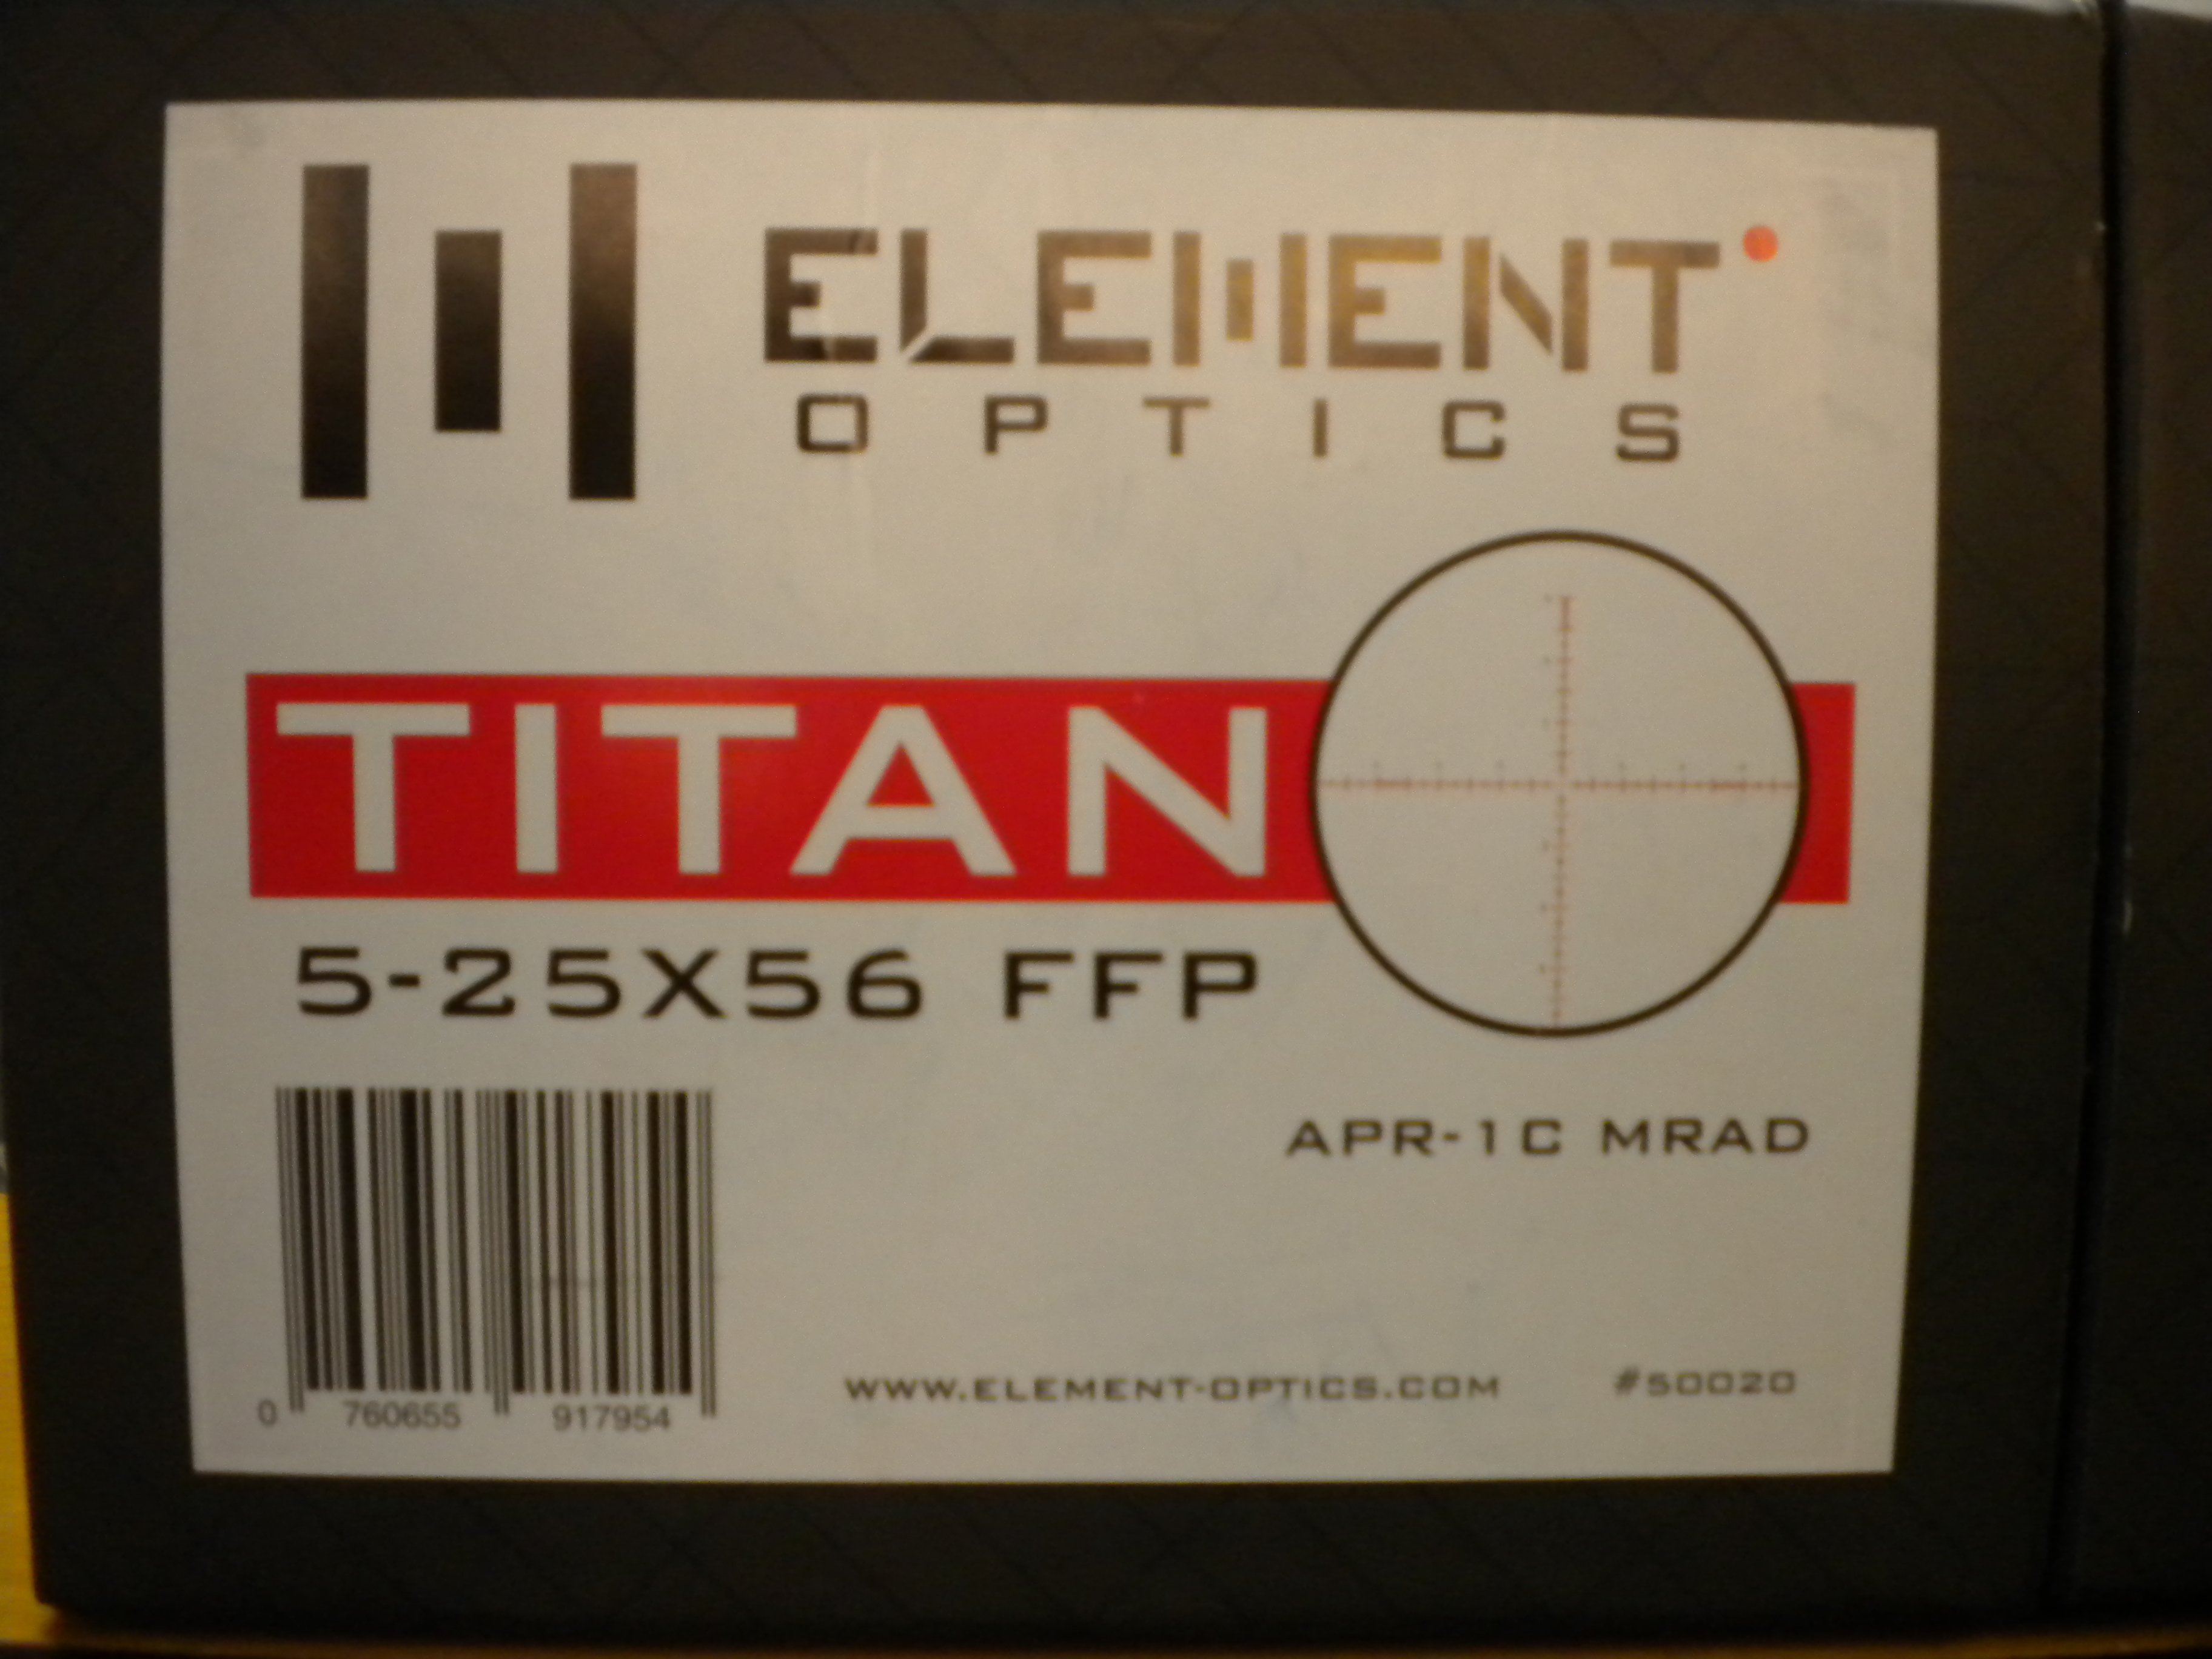 ELEMENT
OPTICS
TITAN
5-25X56 FFP
APR-1C MRAD
WWW.ELEMENT-OPTICS.COM #50020
0 760655 917954